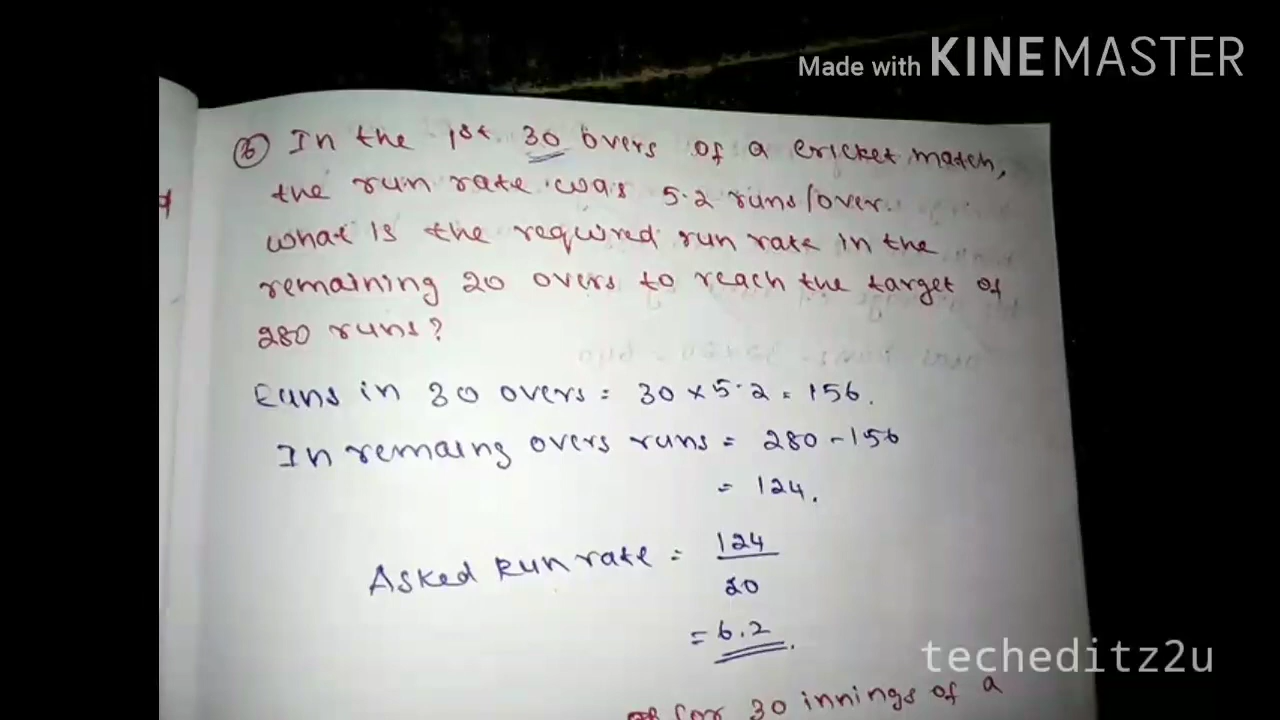 Made with KINEMASTER
⑥ In the 1st 30 overs of a cricket match,
the run rate was 5.2 runs/over.
what is the required run rate in the
remaining 20 overs to reach the target of
280 runs?
Runs in 30 overs = 30 × 5.2 = 156.
In remaing overs runs = 280 - 156
= 124.
Asked Run rate = 124
20
= 6.2.
techeditz2u
for 30 innings of a